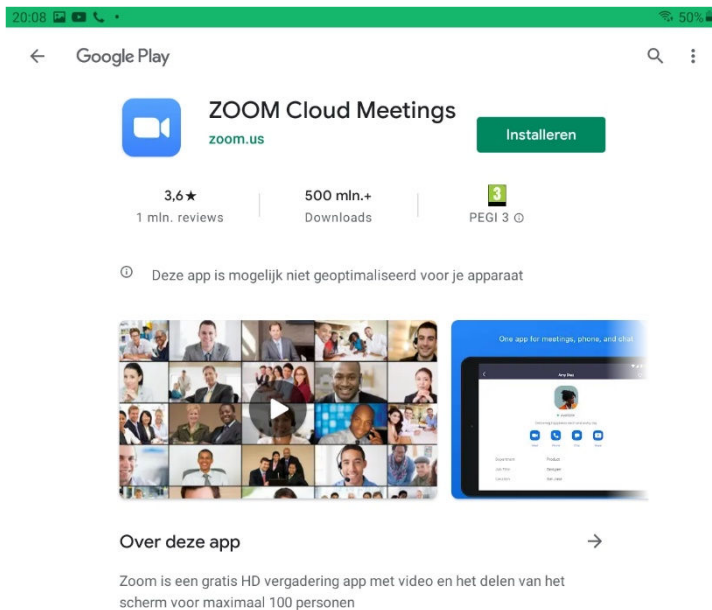 20:08
50%
Google Play
ZOOM Cloud Meetings
zoom.us
Installeren
3,6★
1 mln. reviews
500 mln.+
Downloads
3
PEGI 3
Deze app is mogelijk niet geoptimaliseerd voor je apparaat
One app for meetings, phone, and chat
Over deze app
Zoom is een gratis HD vergadering app met video en het delen van het
scherm voor maximaal 100 personen